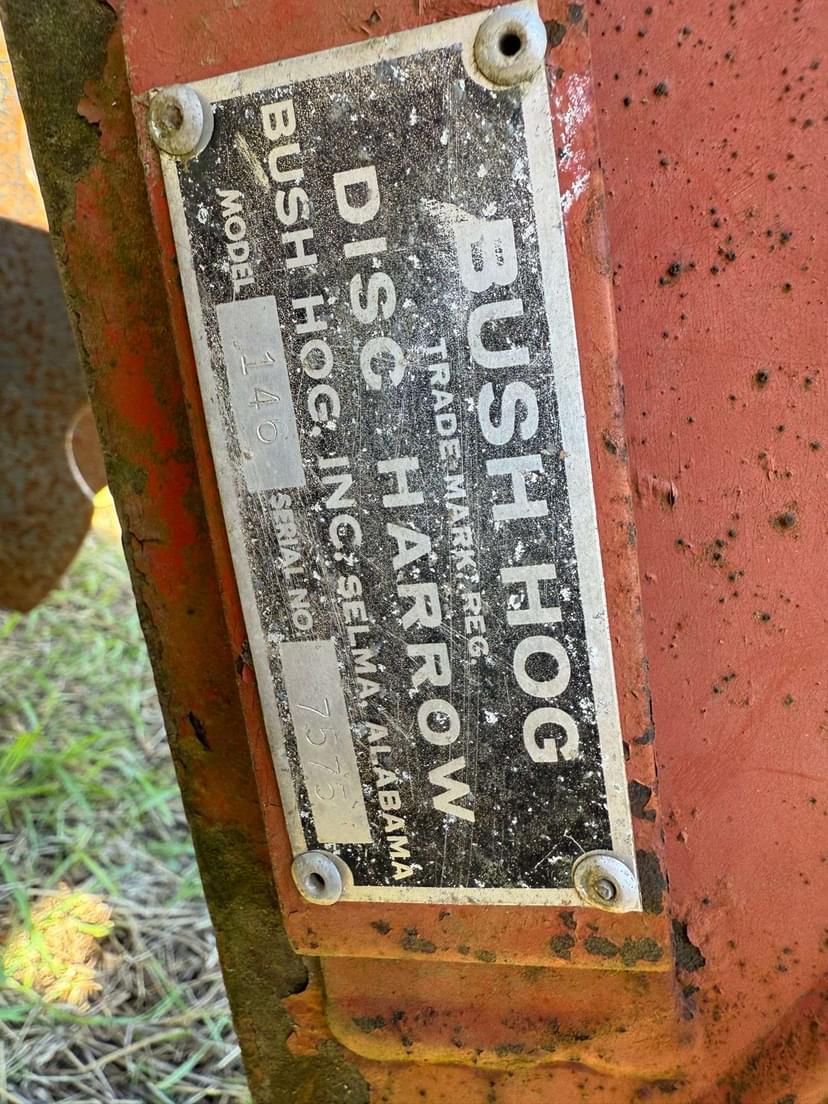 BUSH HOG
TRADE-MARK REG.
DISC HARROW
BUSH HOG, INC. SELMA, ALABAMA
MODEL 140 SERIAL NO 7575